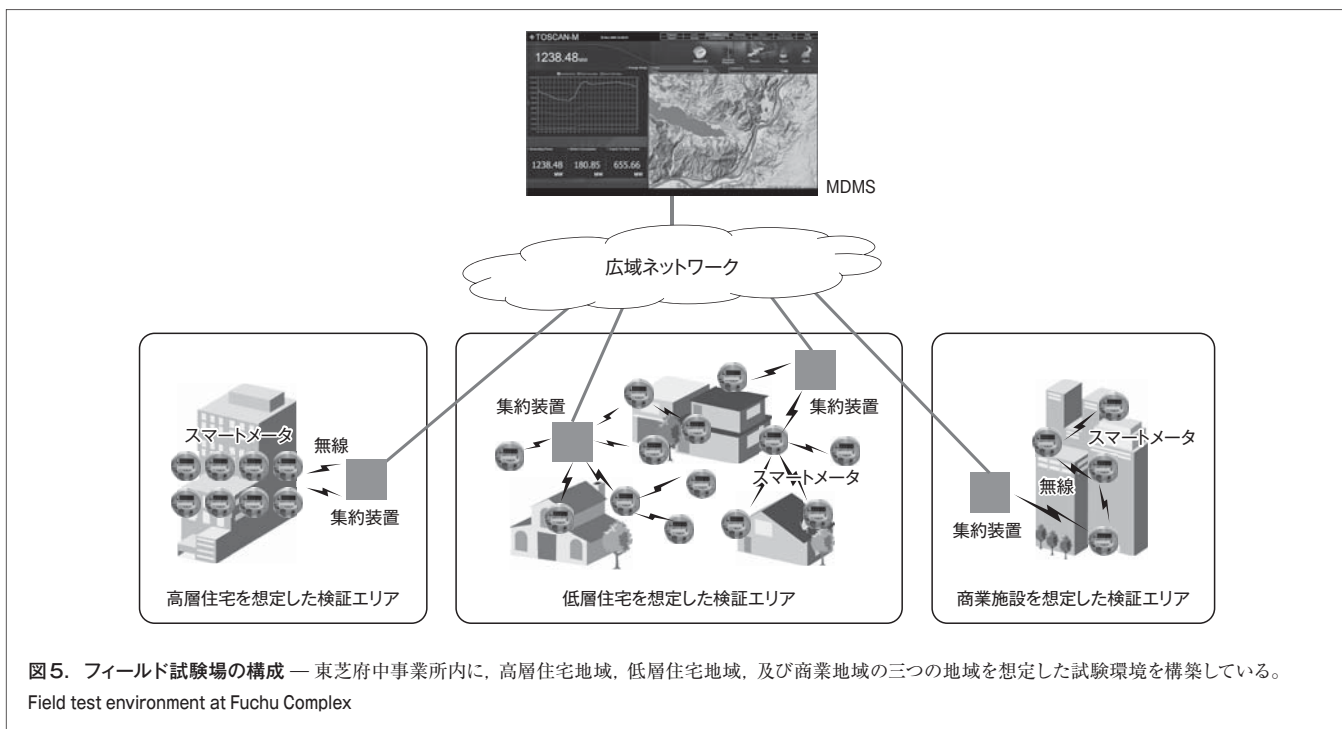 TOSCAN-M
1238.48
1238.48 180.85 655.66
MDMS
広域ネットワーク
スマートメータ
無線
集約装置
高層住宅を想定した検証エリア
集約装置
集約装置
スマートメータ
低層住宅を想定した検証エリア
スマートメータ
無線
集約装置
商業施設を想定した検証エリア
図5. フィールド試験場の構成 — 東芝府中事業所内に，高層住宅地域，低層住宅地域，及び商業地域の三つの地域を想定した試験環境を構築している。
Field test environment at Fuchu Complex